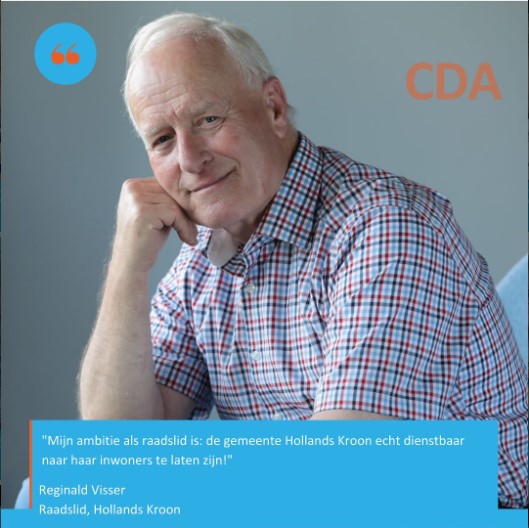 CDA
"Mijn ambitie als raadslid is: de gemeente Hollands Kroon echt dienstbaar
naar haar inwoners te laten zijn!"
Reginald Visser
Raadslid, Hollands Kroon